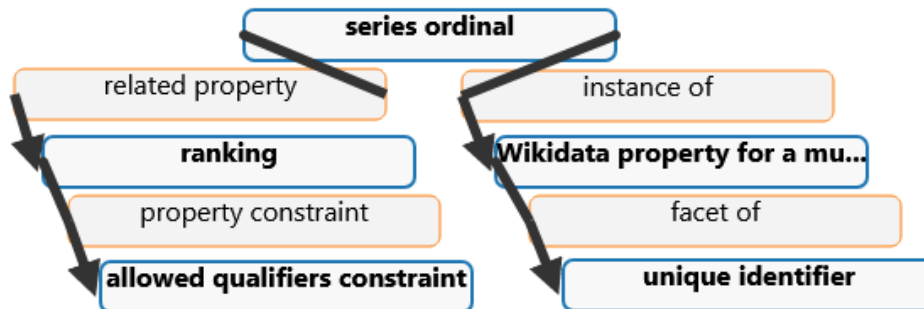 series ordinal
related property
instance of
ranking
Wikidata property for a mu...
property constraint
facet of
allowed qualifiers constraint
unique identifier